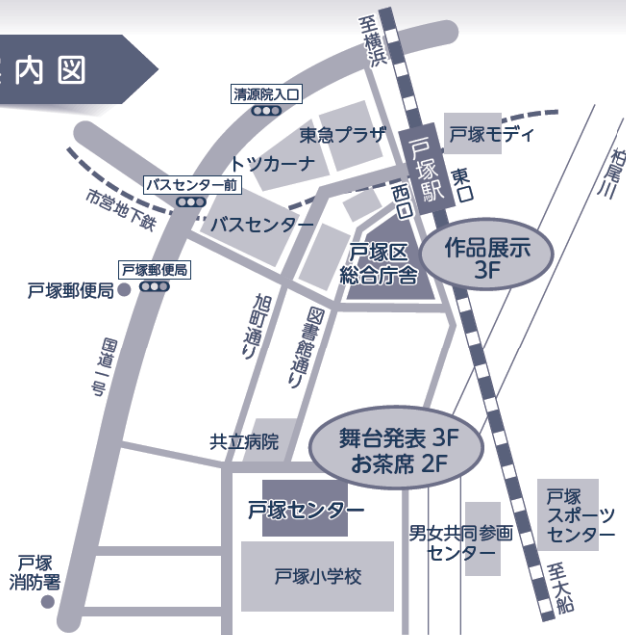 内図
至横浜
清源院入口
東急プラザ
戸塚モディ
トツカーナ
戸塚駅
柏尾川
バスセンター前
西口
東口
市営地下鉄
バスセンター
戸塚区
総合庁舎
作品展示
3F
戸塚郵便局
戸塚郵便局
旭町通り
図書館通り
国道一号
舞台発表 3F
お茶席 2F
共立病院
戸塚センター
戸塚
スポーツ
センター
男女共同参画
センター
戸塚小学校
戸塚
消防署
至大船